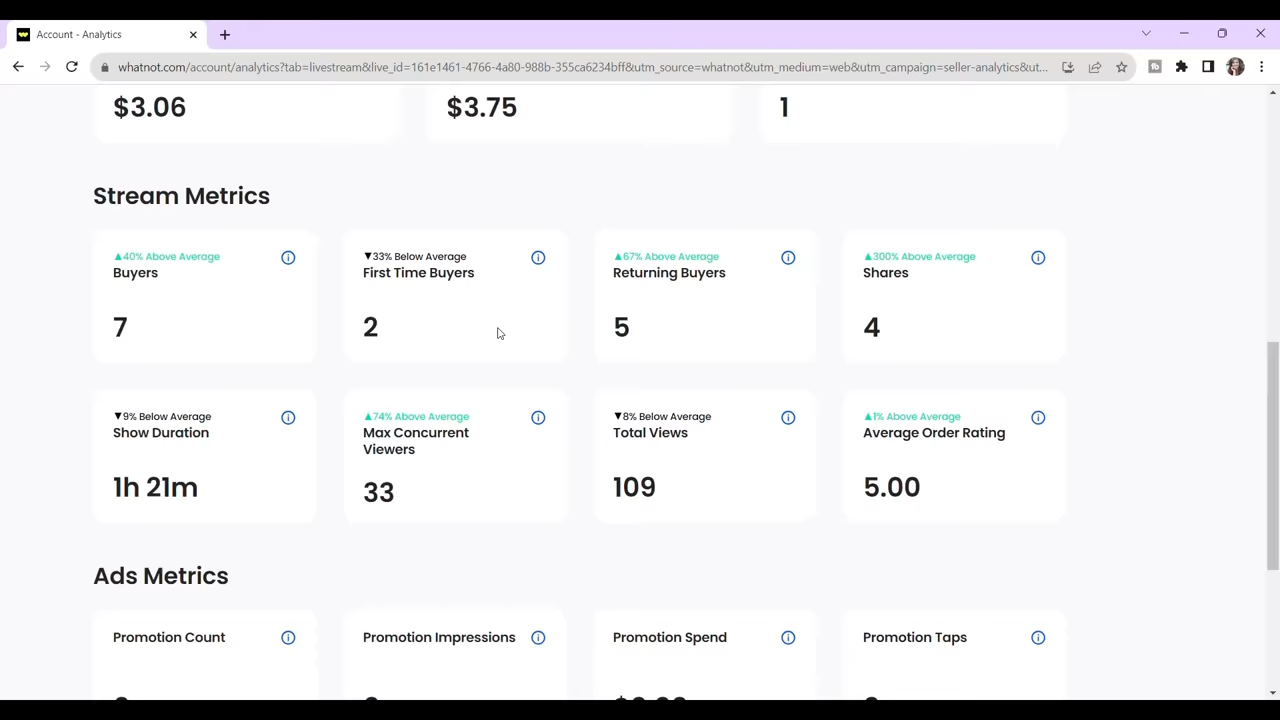 Account - Analytics
whatnot.com/account/analytics?tab=livestream&live_id=161e1461-4766-4a80-988b-355ca6234bff&utm_source=whatnot&utm_medium=web&utm_campaign=seller-analytics&ut...
$3.06
$3.75
1
Stream Metrics
▲40% Above Average
Buyers
7
▼33% Below Average
First Time Buyers
2
▲67% Above Average
Returning Buyers
5
▲300% Above Average
Shares
4
▼9% Below Average
Show Duration
1h 21m
▲74% Above Average
Max Concurrent
Viewers
33
▼8% Below Average
Total Views
109
▲1% Above Average
Average Order Rating
5.00
Ads Metrics
Promotion Count
Promotion Impressions
Promotion Spend
Promotion Taps